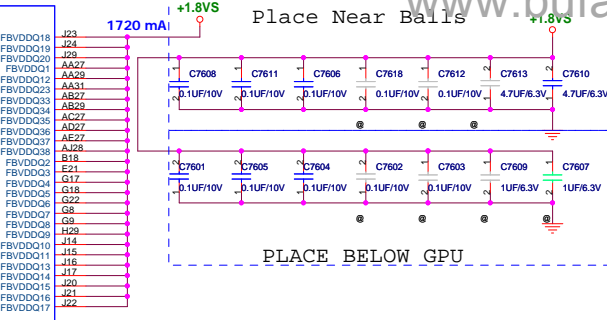 1720 mA
+1.8VS
Place Near Balls
+1.8VS
FBVDDQ18 J23
FBVDDQ19 J24
FBVDDQ20 J29
FBVDDQ1 AA27
FBVDDQ12 AA29
FBVDDQ23 AA31
FBVDDQ33 AB27
FBVDDQ34 AB29
FBVDDQ35 AC27
FBVDDQ36 AD27
FBVDDQ37 AE27
FBVDDQ38 AJ28
FBVDDQ2 B18
FBVDDQ3 E21
FBVDDQ4 G17
FBVDDQ5 G18
FBVDDQ6 G22
FBVDDQ7 G8
FBVDDQ8 G9
FBVDDQ9 H29
FBVDDQ10 J14
FBVDDQ11 J15
FBVDDQ13 J16
FBVDDQ14 J17
FBVDDQ15 J20
FBVDDQ16 J21
FBVDDQ17 J22
C7608 C7611 C7606 C7618 C7612 C7613 C7610
0.1UF/10V 0.1UF/10V 0.1UF/10V 0.1UF/10V 0.1UF/10V 4.7UF/6.3V 4.7UF/6.3V
@ @ @
C7601 C7605 C7604 C7602 C7603 C7609 C7607
0.1UF/10V 0.1UF/10V 0.1UF/10V 0.1UF/10V 0.1UF/10V 1UF/6.3V 1UF/6.3V
@ @ @ @
PLACE BELOW GPU